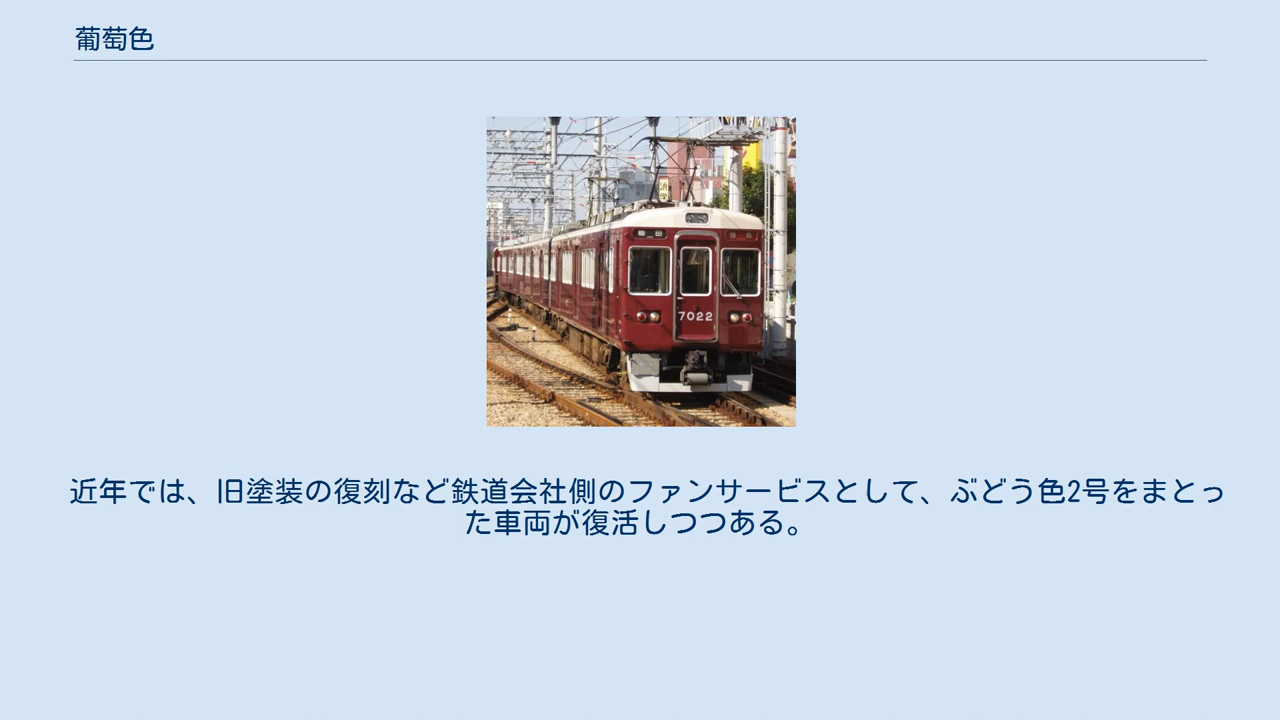 葡萄色
梅田
7022
近年では、旧塗装の復刻など鉄道会社側のファンサービスとして、ぶどう色2号をまとっ
た車両が復活しつつある。